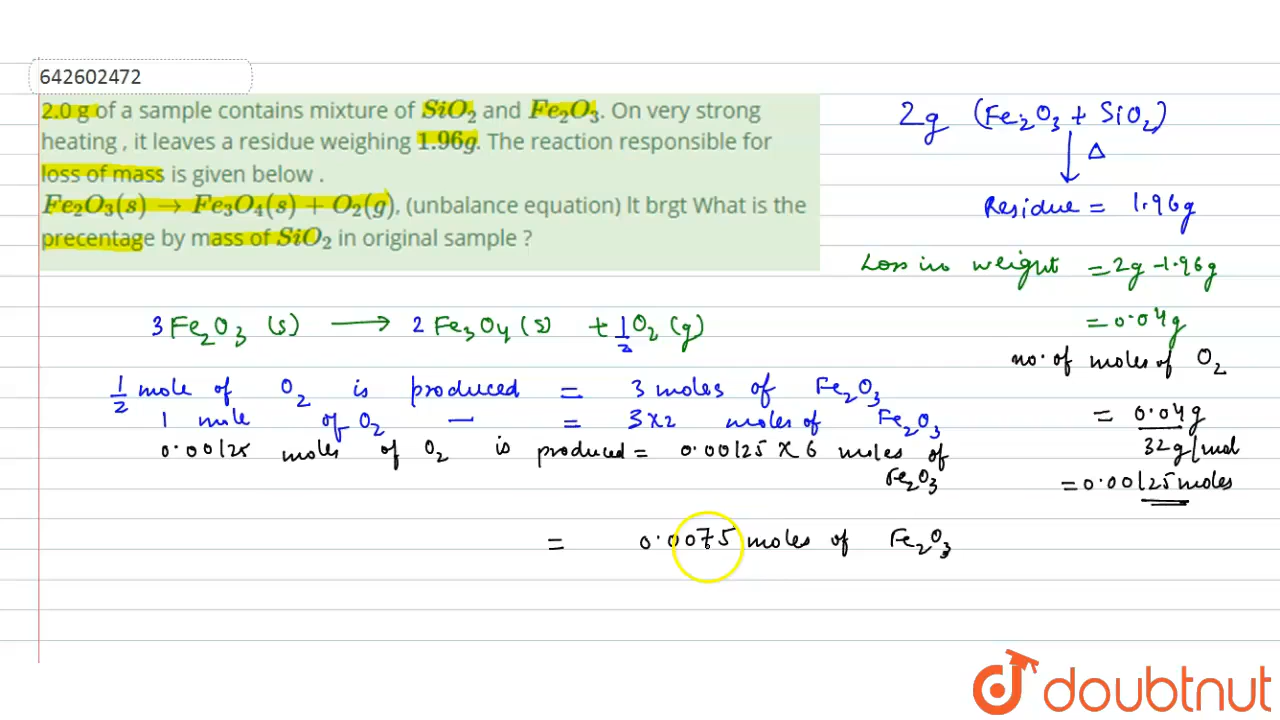 642602472
2.0 g of a sample contains mixture of SiO₂ and Fe₂O₃. On very strong
heating , it leaves a residue weighing 1.96g. The reaction responsible for
loss of mass is given below .
Fe₂O₃(s) → Fe₃O₄(s) + O₂(g), (unbalance equation) It brgt What is the
precentage by mass of SiO₂ in original sample ?
2g (Fe₂O₃ + SiO₂)
Δ
Residue = 1.96g
Loss in weight = 2g - 1.96g
= 0.04g
no. of moles of O₂
= 0.04g
32g/mol
= 0.00125 moles
3 Fe₂O₃ (s) ⟶ 2 Fe₃O₄ (s) + 1/2 O₂ (g)
1/2 mole of O₂ is produced = 3 moles of Fe₂O₃
1 mole of O₂ — = 3×2 moles of Fe₂O₃
0.00125 moles of O₂ is produced = 0.00125 × 6 moles of
Fe₂O₃
= 0.0075 moles of Fe₂O₃
doubtnut